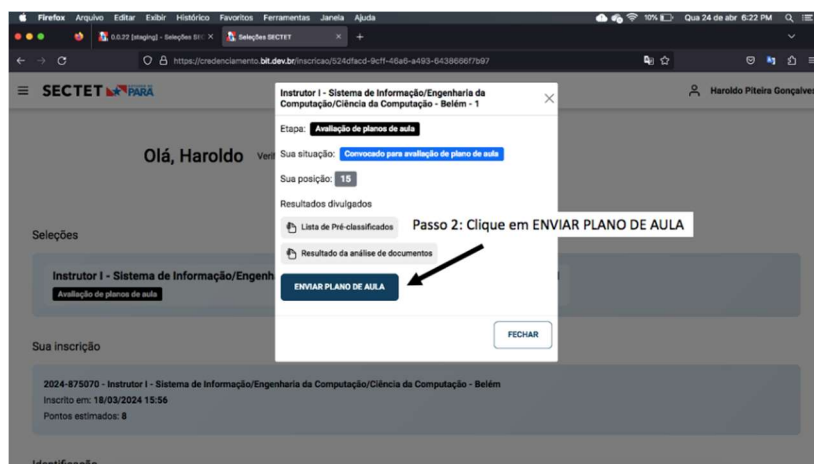 Firefox Arquivo Editar Exibir Histórico Favoritos Ferramentas Janela Ajuda
10% Qua 24 de abr 6:22 PM
0.0.22 [staging] - Seleções SEC
Seleções SECTET
https://credenciamento.bit.dev.br/inscricao/524dfacd-9cff-46a6-a493-6438666f7b97
SECTET PARÁ
Haroldo Piteira Gonçalves
Instrutor I - Sistema de Informação/Engenharia da
Computação/Ciência da Computação - Belém - 1
Etapa: Avaliação de planos de aula
Olá, Haroldo
Sua situação: Convocado para avaliação de plano de aula
Sua posição: 15
Resultados divulgados
Lista de Pré-classificados
Passo 2: Clique em ENVIAR PLANO DE AULA
Resultado da análise de documentos
ENVIAR PLANO DE AULA
FECHAR
Seleções
Instrutor I - Sistema de Informação/Engenh
Avaliação de planos de aula
Sua inscrição
2024-875070 - Instrutor I - Sistema de Informação/Engenharia da Computação/Ciência da Computação - Belém
Inscrito em: 18/03/2024 15:56
Pontos estimados: 8
Identificação